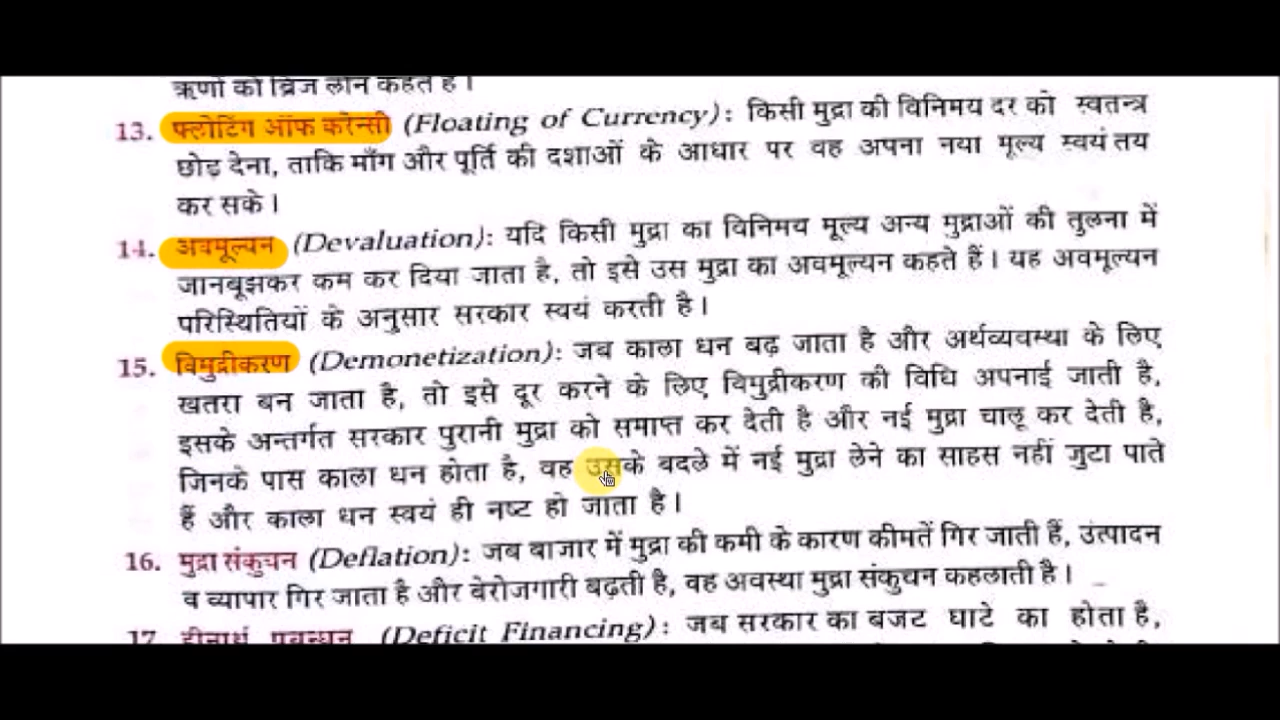 ऋणों को ब्रिज लोन कहते हैं।
13. फ्लोटिंग ऑफ करेन्सी (Floating of Currency): किसी मुद्रा की विनिमय दर को स्वतन्त्र
छोड़ देना, ताकि माँग और पूर्ति की दशाओं के आधार पर वह अपना नया मूल्य स्वयं तय
कर सके।
14. अवमूल्यन (Devaluation): यदि किसी मुद्रा का विनिमय मूल्य अन्य मुद्राओं की तुलना में
जानबूझकर कम कर दिया जाता है, तो इसे उस मुद्रा का अवमूल्यन कहते हैं। यह अवमूल्यन
परिस्थितियों के अनुसार सरकार स्वयं करती है।
15. विमुद्रीकरण (Demonetization): जब काला धन बढ़ जाता है और अर्थव्यवस्था के लिए
खतरा बन जाता है, तो इसे दूर करने के लिए विमुद्रीकरण की विधि अपनाई जाती है,
इसके अन्तर्गत सरकार पुरानी मुद्रा को समाप्त कर देती है और नई मुद्रा चालू कर देती है,
जिनके पास काला धन होता है, वह उसके बदले में नई मुद्रा लेने का साहस नहीं जुटा पाते
हैं और काला धन स्वयं ही नष्ट हो जाता है।
16. मुद्रा संकुचन (Deflation): जब बाजार में मुद्रा की कमी के कारण कीमतें गिर जाती हैं, उत्पादन
व व्यापार गिर जाता है और बेरोजगारी बढ़ती है, वह अवस्था मुद्रा संकुचन कहलाती है।
17. हीनार्थ प्रबन्धन (Deficit Financing): जब सरकार का बजट घाटे का होता है,